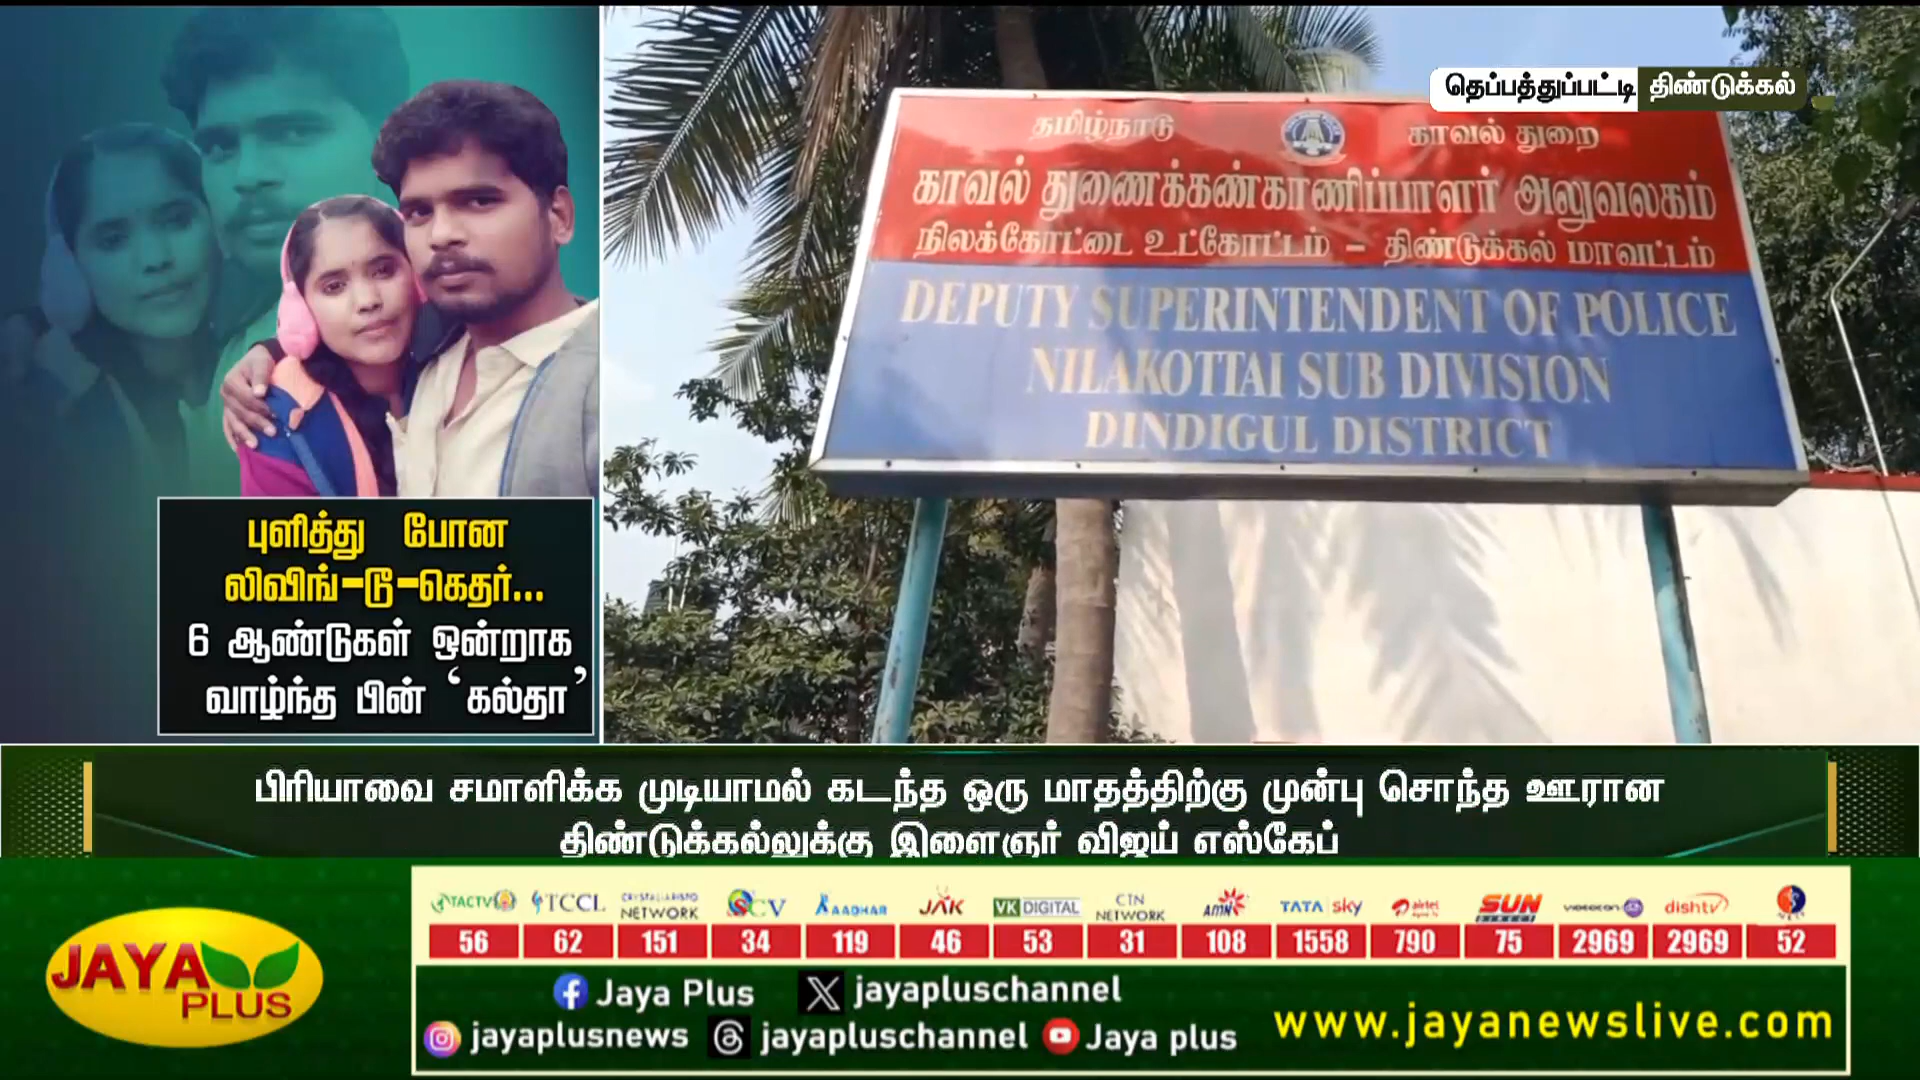 தெப்பத்துப்பட்டி திண்டுக்கல்
தமிழ்நாடு காவல் துறை
காவல் துணைக்கண்காணிப்பாளர் அலுவலகம்
நிலக்கோட்டை உட்கோட்டம் - திண்டுக்கல் மாவட்டம்
DEPUTY SUPERINTENDENT OF POLICE
NILAKOTTAI SUB DIVISION
DINDIGUL DISTRICT
புளித்து போன
லிவிங்-டூ-கெதர்...
6 ஆண்டுகள் ஒன்றாக
வாழ்ந்த பின் ‘கல்தா’
பிரியாவை சமாளிக்க முடியாமல் கடந்த ஒரு மாதத்திற்கு முன்பு சொந்த ஊரான
திண்டுக்கல்லுக்கு இளைஞர் விஜய் எஸ்கேப்
JAYA PLUS
TACTV TCCL NETWORK SCV AADHAR JAK VK DIGITAL CTN NETWORK AMN TATA sky airtel SUN DIRECT videocon dishtv
56 62 151 34 119 46 53 31 108 1558 790 75 2969 2969 52
Jaya Plus jayapluschannel
jayaplusnews jayapluschannel Jaya plus
www.jayanewslive.com